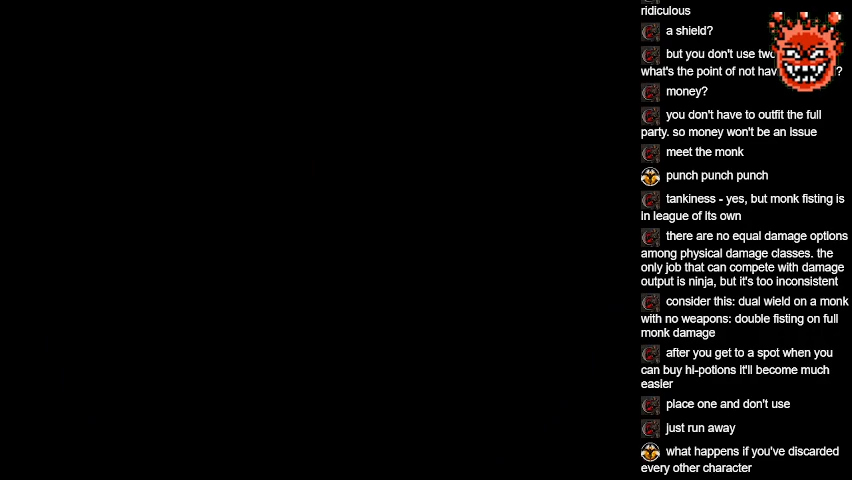 ridiculous
a shield?
but you don't use two
what's the point of not hav ?
money?
you don't have to outfit the full
party. so money won't be an issue
meet the monk
punch punch punch
tankiness - yes, but monk fisting is
in league of its own
there are no equal damage options
among physical damage classes. the
only job that can compete with damage
output is ninja, but it's too inconsistent
consider this: dual wield on a monk
with no weapons: double fisting on full
monk damage
after you get to a spot when you
can buy hi-potions it'll become much
easier
place one and don't use
just run away
what happens if you've discarded
every other character